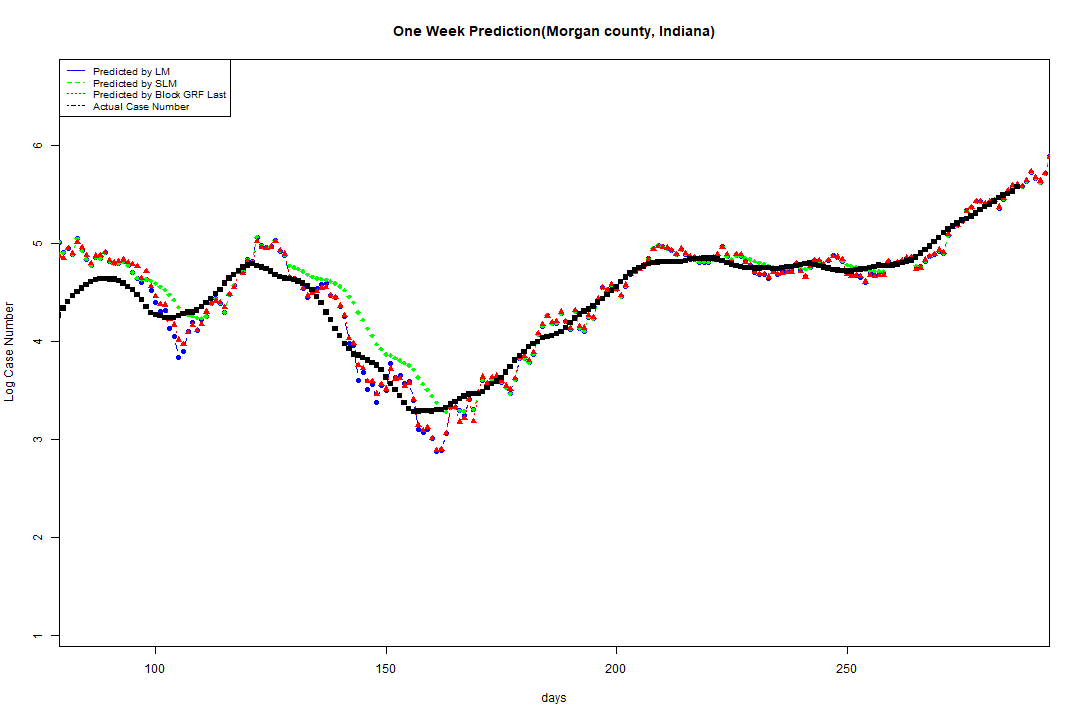 One Week Prediction(Morgan county, Indiana)
Predicted by LM
Predicted by SLM
Predicted by Block GRF Last
Actual Case Number
Log Case Number
6
5
4
3
2
1
100
150
200
250
days